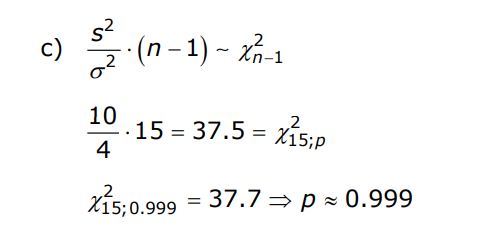 c) s²/σ² · (n – 1) ~ χ²ₙ₋₁
10/4 · 15 = 37.5 = χ²₁₅;ₚ
χ²₁₅;₀.₉₉₉ = 37.7 ⇒ p ≈ 0.999